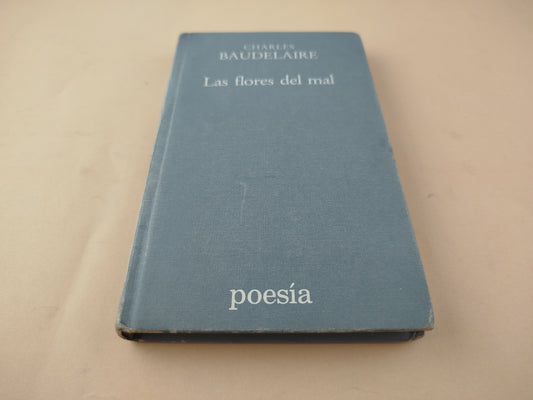 CHARLES
BAUDELAIRE
Las flores del mal
poesía